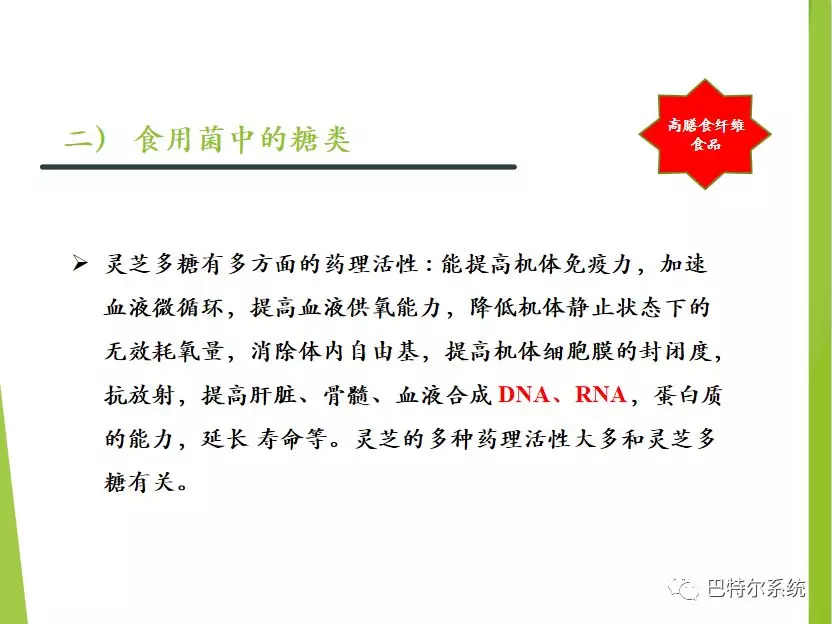 二） 食用菌中的糖类
高膳食纤维
食品
➢ 灵芝多糖有多方面的药理活性：能提高机体免疫力，加速
血液微循环，提高血液供氧能力，降低机体静止状态下的
无效耗氧量，消除体内自由基，提高机体细胞膜的封闭度，
抗放射，提高肝脏、骨髓、血液合成 DNA、RNA，蛋白质
的能力，延长 寿命等。灵芝的多种药理活性大多和灵芝多
糖有关。
巴特尔系统